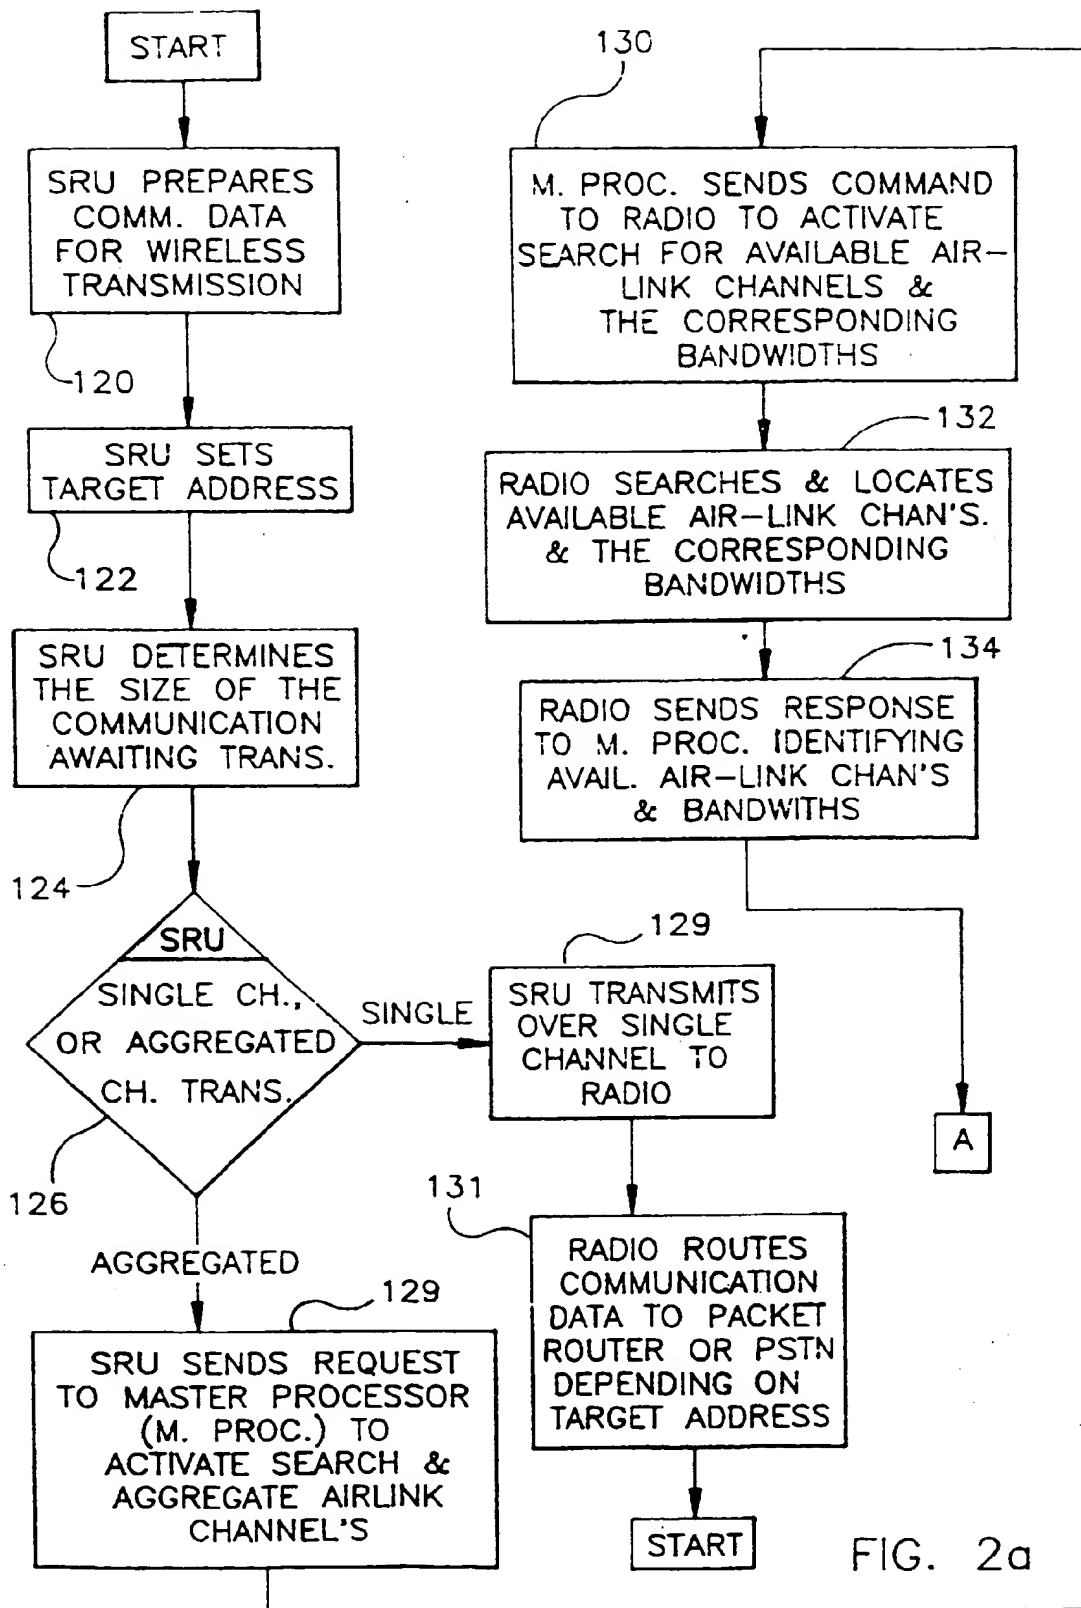 START
SRU PREPARES
COMM. DATA
FOR WIRELESS
TRANSMISSION
120
SRU SETS
TARGET ADDRESS
122
SRU DETERMINES
THE SIZE OF THE
COMMUNICATION
AWAITING TRANS.
124
SRU
SINGLE CH.,
OR AGGREGATED
CH. TRANS.
126
SINGLE
AGGREGATED
129
SRU SENDS REQUEST
TO MASTER PROCESSOR
(M. PROC.) TO
ACTIVATE SEARCH &
AGGREGATE AIRLINK
CHANNEL'S
129
SRU TRANSMITS
OVER SINGLE
CHANNEL TO
RADIO
131
RADIO ROUTES
COMMUNICATION
DATA TO PACKET
ROUTER OR PSTN
DEPENDING ON
TARGET ADDRESS
START
130
M. PROC. SENDS COMMAND
TO RADIO TO ACTIVATE
SEARCH FOR AVAILABLE AIR-
LINK CHANNELS &
THE CORRESPONDING
BANDWIDTHS
132
RADIO SEARCHES & LOCATES
AVAILABLE AIR-LINK CHAN'S.
& THE CORRESPONDING
BANDWIDTHS
134
RADIO SENDS RESPONSE
TO M. PROC. IDENTIFYING
AVAIL. AIR-LINK CHAN'S
& BANDWITHS
A
FIG. 2a